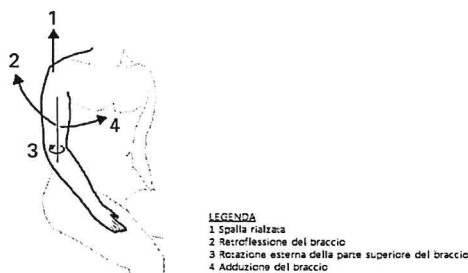 1
2
4
3
LEGENDA
1 Spalla rialzata
2 Retroflessione del braccio
3 Rotazione esterna della parte superiore del braccio
4 Adduzione del braccio